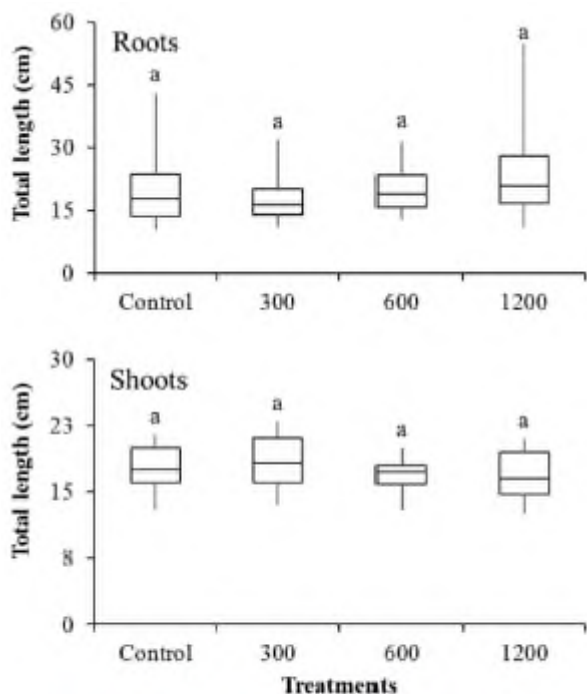 60
Roots
a
a
a
a
45
30
15
0
Total length (cm)
Control 300 600 1200
30
Shoots
a
a
a
a
23
15
8
0
Total length (cm)
Control 300 600 1200
Treatments